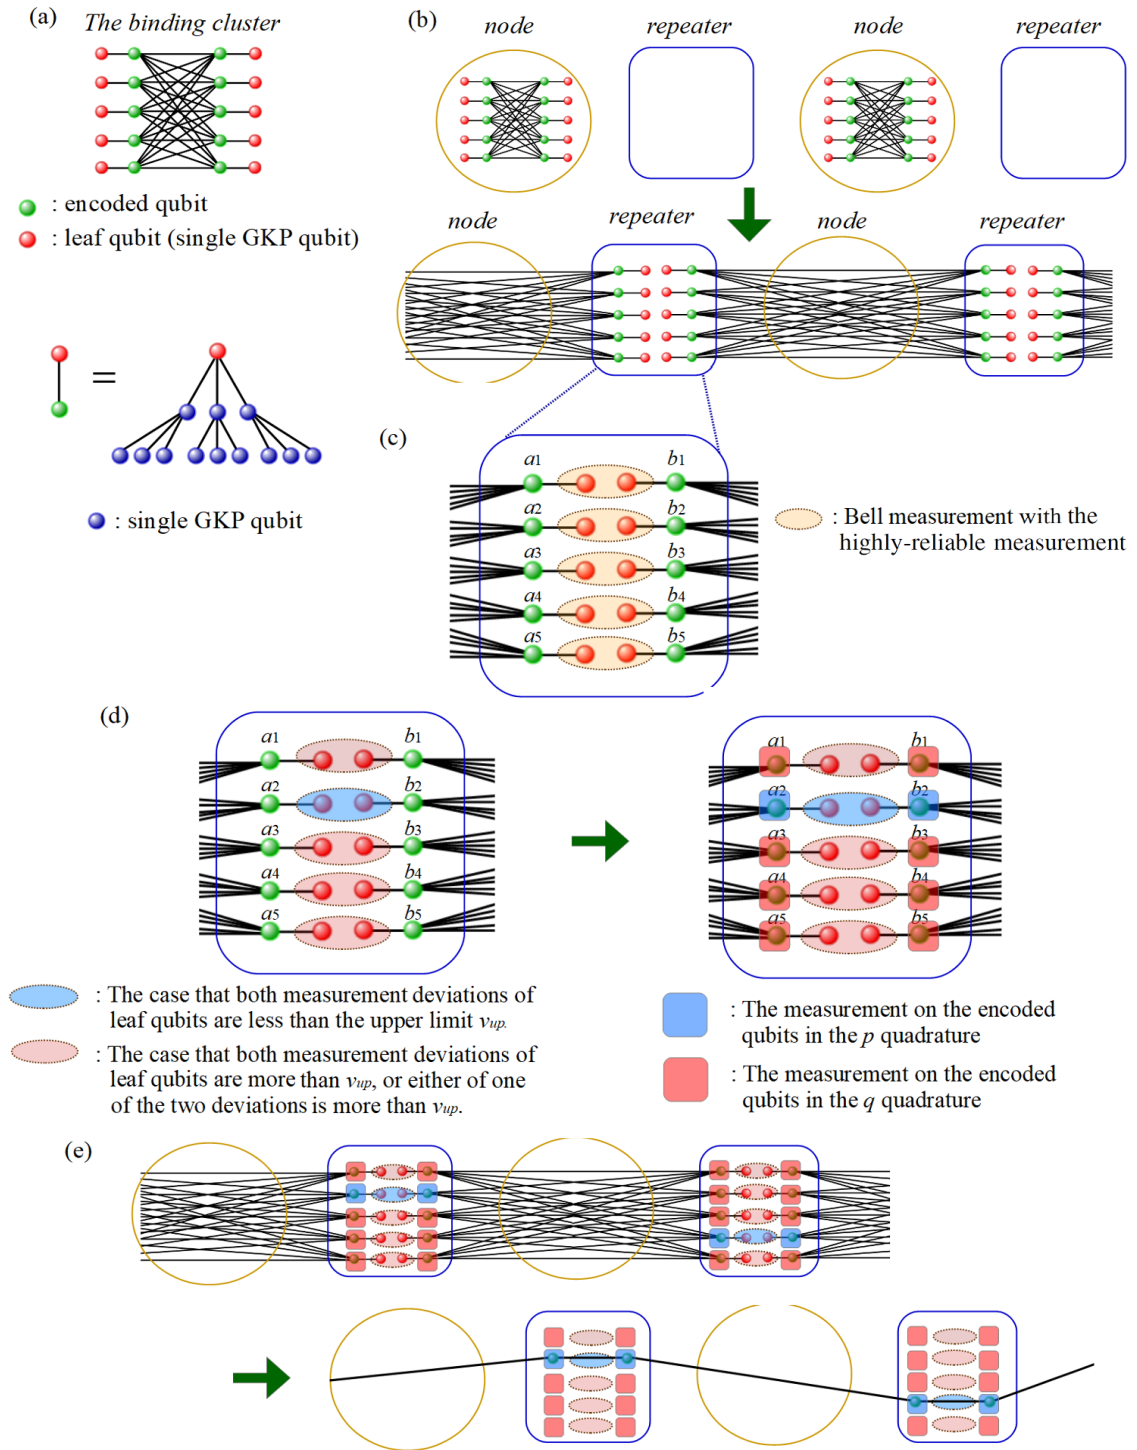 (a)
The binding cluster
: encoded qubit
: leaf qubit (single GKP qubit)
=
: single GKP qubit
(b)
node
repeater
node
repeater
node
repeater
node
repeater
(c)
a1
b1
a2
b2
a3
b3
a4
b4
a5
b5
: Bell measurement with the
highly-reliable measurement
(d)
a1
b1
a2
b2
a3
b3
a4
b4
a5
b5
a1
b1
a2
b2
a3
b3
a4
b4
a5
b5
: The case that both measurement deviations of
leaf qubits are less than the upper limit vup.
: The case that both measurement deviations of
leaf qubits are more than vup, or either of one
of the two deviations is more than vup.
: The measurement on the encoded
qubits in the p quadrature
: The measurement on the encoded
qubits in the q quadrature
(e)